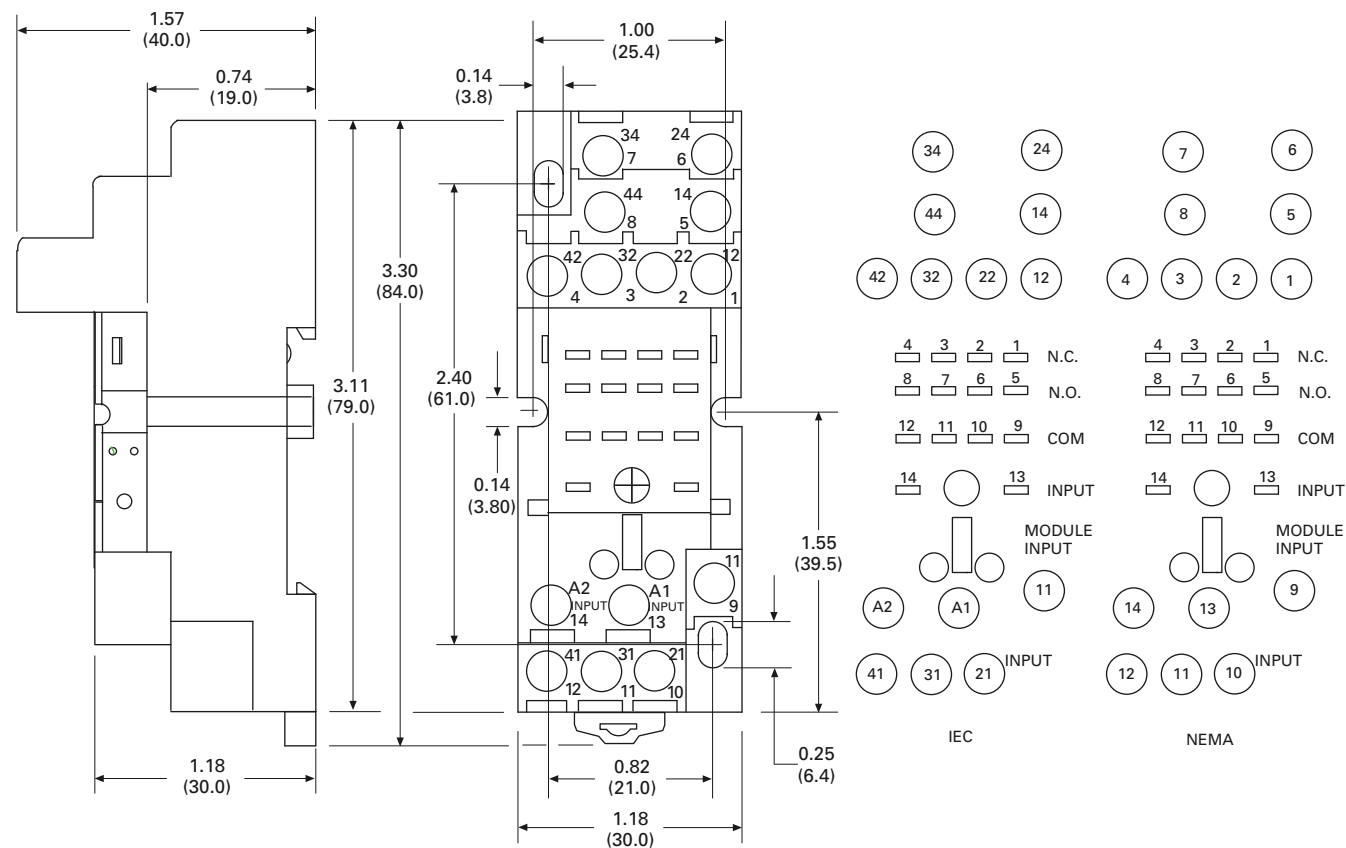 1.57
(40.0)
0.74
(19.0)
3.11
(79.0)
3.30
(84.0)
1.18
(30.0)
1.00
(25.4)
0.14
(3.8)
2.40
(61.0)
0.14
(3.80)
1.55
(39.5)
0.25
(6.4)
0.82
(21.0)
1.18
(30.0)
34 24
7 6
44 14
8 5
42 32 22 12
4 3 2 1
11
9
A2 A1
INPUT INPUT
14 13
41 31 21
12 11 10
34 24
44 14
42 32 22 12
4 3 2 1 N.C.
8 7 6 5 N.O.
12 11 10 9 COM
14 13 INPUT
MODULE
INPUT
11
A2 A1
41 31 21 INPUT
IEC
7 6
8 5
4 3 2 1
4 3 2 1 N.C.
8 7 6 5 N.O.
12 11 10 9 COM
14 13 INPUT
MODULE
INPUT
9
14 13
12 11 10 INPUT
NEMA